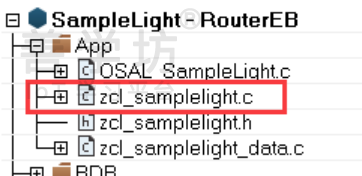 SampleLight - RouterEB
App
OSAL_SampleLight.c
zcl_samplelight.c
zcl_samplelight.h
zcl_samplelight_data.c
BDB